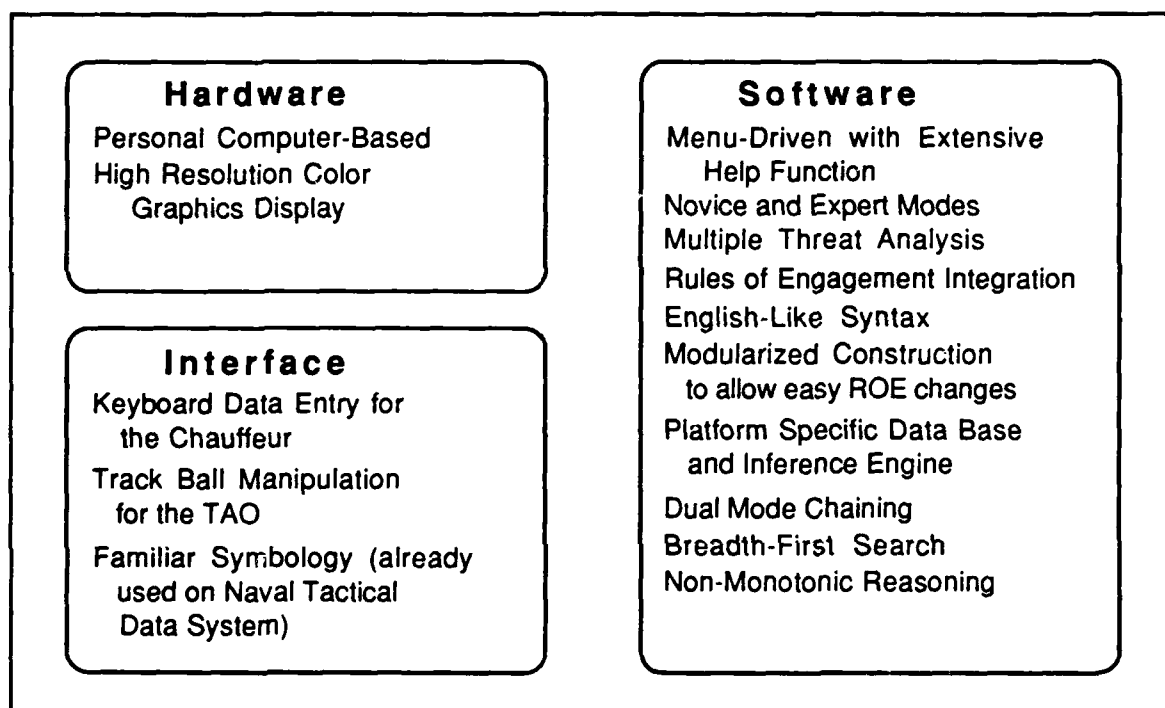 Hardware
Personal Computer-Based
High Resolution Color
Graphics Display
Interface
Keyboard Data Entry for
the Chauffeur
Track Ball Manipulation
for the TAO
Familiar Symbology (already
used on Naval Tactical
Data System)
Software
Menu-Driven with Extensive
Help Function
Novice and Expert Modes
Multiple Threat Analysis
Rules of Engagement Integration
English-Like Syntax
Modularized Construction
to allow easy ROE changes
Platform Specific Data Base
and Inference Engine
Dual Mode Chaining
Breadth-First Search
Non-Monotonic Reasoning